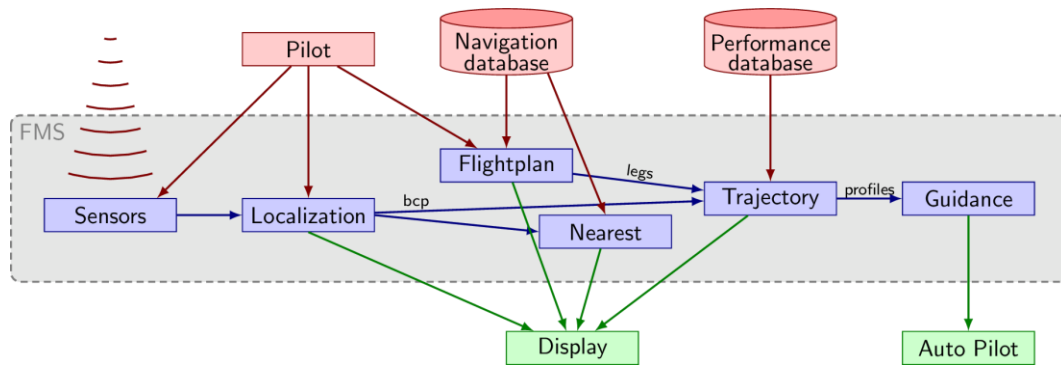 Pilot
Navigation
database
Performance
database
FMS
Flightplan
legs
Sensors
Localization
bcp
Nearest
Trajectory
profiles
Guidance
Display
Auto Pilot